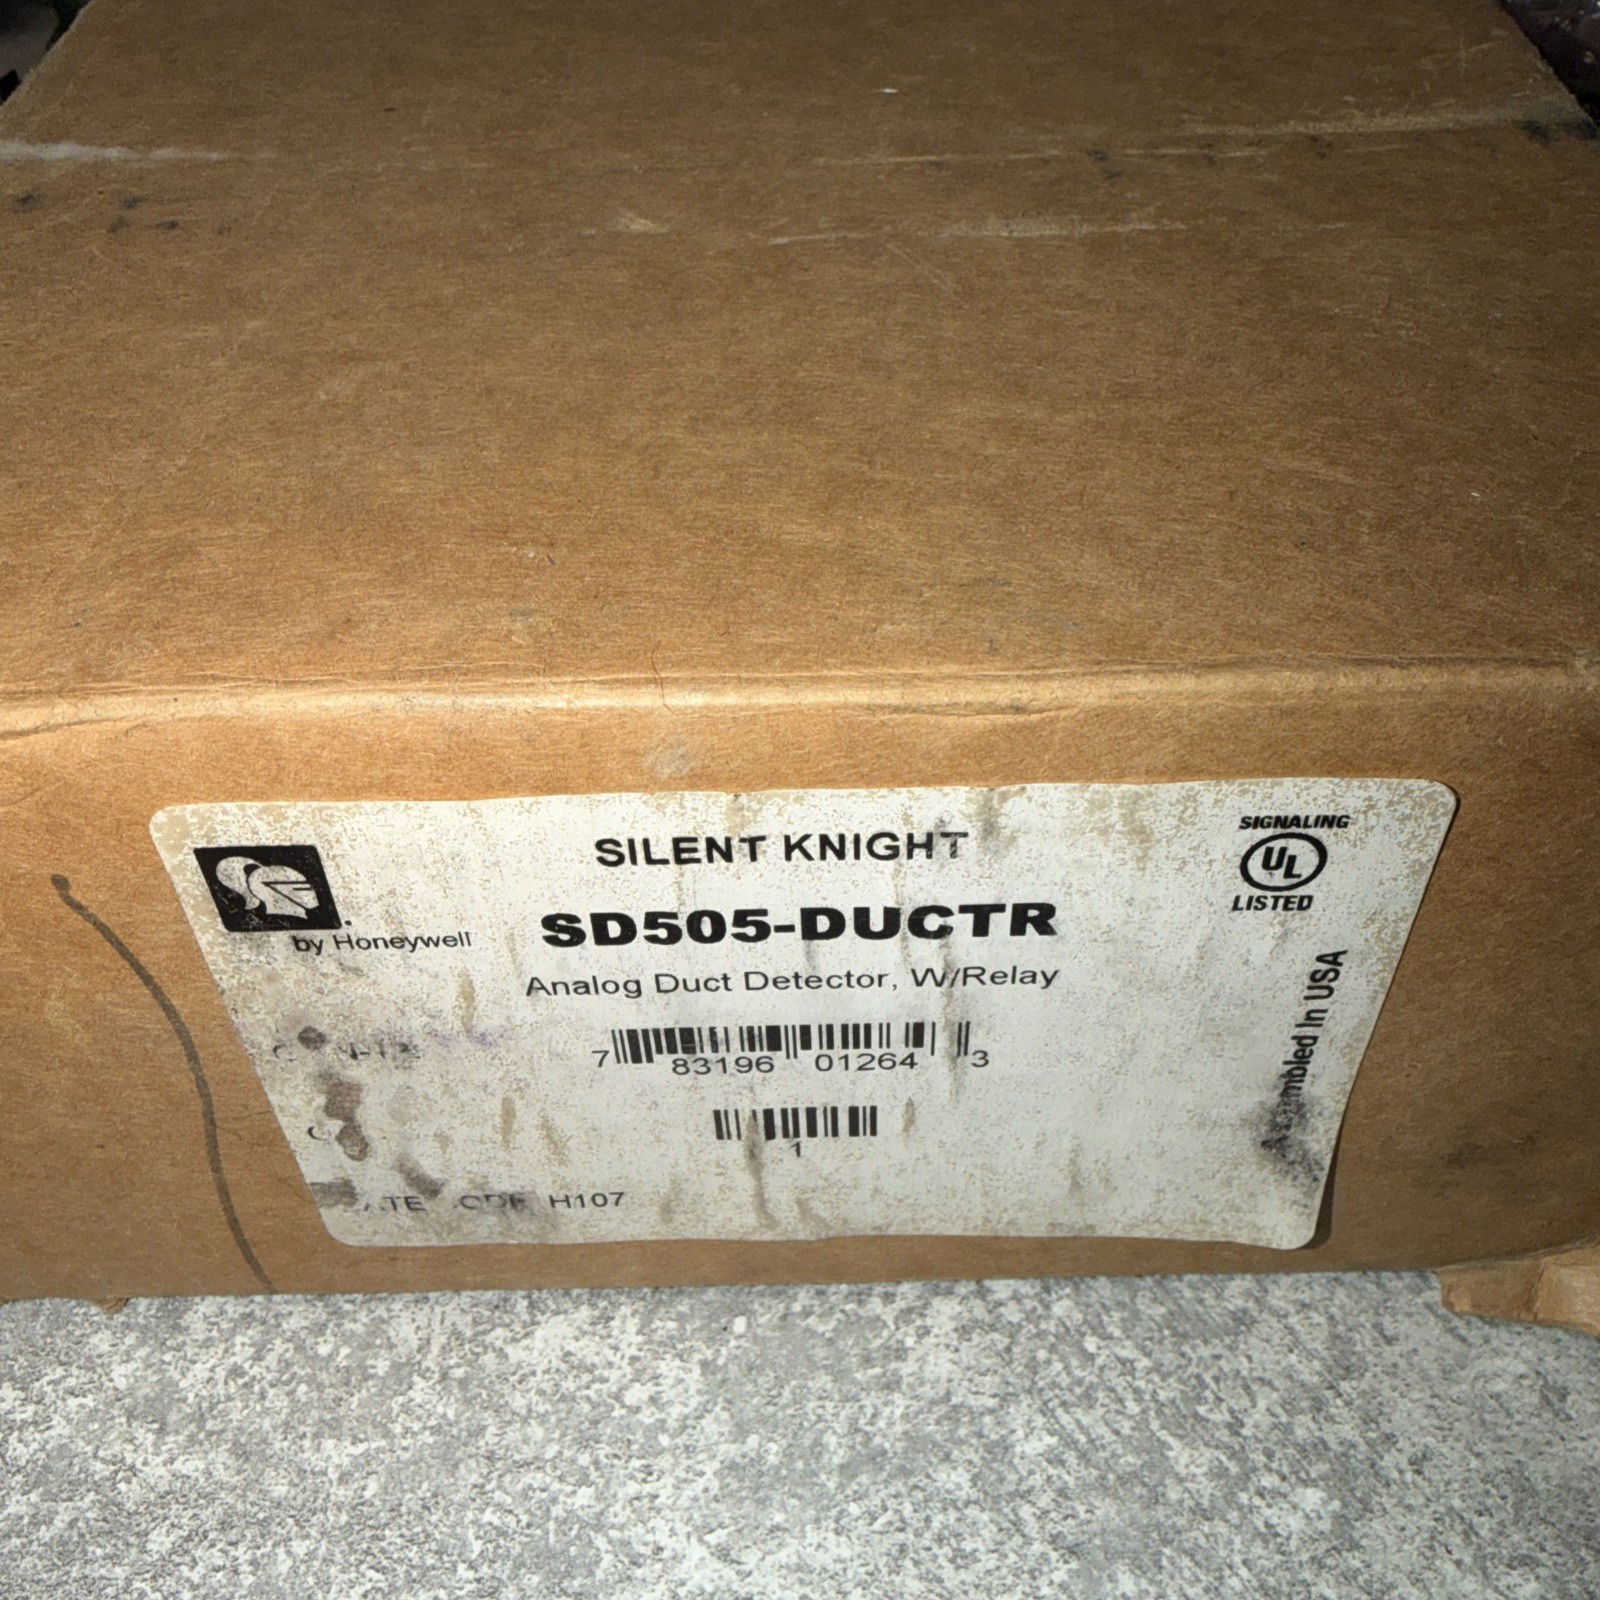 SILENT KNIGHT
SIGNALING
UL
LISTED
by Honeywell
SD505-DUCTR
Analog Duct Detector, W/Relay
7 83196 01264 3
1
H107
In USA